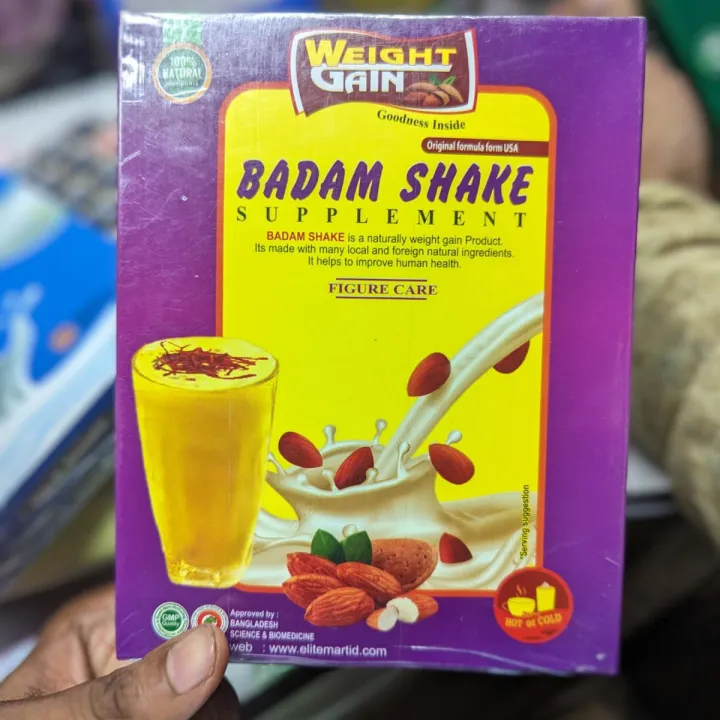 100%
NATURAL
WEIGHT
GAIN
Goodness Inside
Original formula form USA
BADAM SHAKE
SUPPLEMENT
BADAM SHAKE is a naturally weight gain Product.
Its made with many local and foreign natural ingredients.
It helps to improve human health.
FIGURE CARE
*Serving suggestion
HOT or COLD
GMP
Quality
Approved by :
BANGLADESH
SCIENCE & BIOMEDICINE
web : www.elitemartid.com